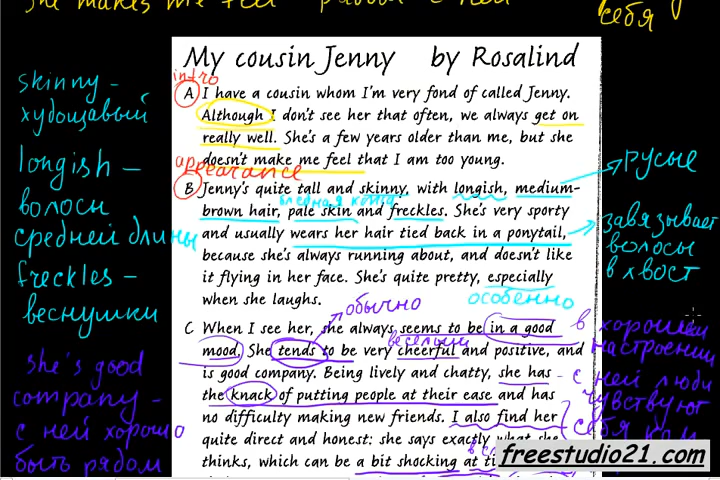 she makes me feel рядом с ней
себя
My cousin Jenny by Rosalind
intro
A I have a cousin whom I'm very fond of called Jenny.
Although I don't see her that often, we always get on
really well. She's a few years older than me, but she
doesn't make me feel that I am too young.
appearance
B Jenny's quite tall and skinny, with longish, medium-
бледная кожа
brown hair, pale skin and freckles. She's very sporty
and usually wears her hair tied back in a ponytail,
because she's always running about, and doesn't like
it flying in her face. She's quite pretty, especially
when she laughs.
обычно
особенно
C When I see her, she always seems to be in a good
весёлый
mood. She tends to be very cheerful and positive, and
is good company. Being lively and chatty, she has
the knack of putting people at their ease and has
no difficulty making new friends. I also find her
quite direct and honest: she says exactly what she
thinks, which can be a bit shocking at ti
skinny -
худощавый
longish -
волосы
средней длины
freckles -
веснушки
she's good
company -
с ней хорошо
быть рядом
русые
завязывает
волосы
в хвост
в хорошем
настроении
с ней люди
чувствуют
себя как
freestudio21.com